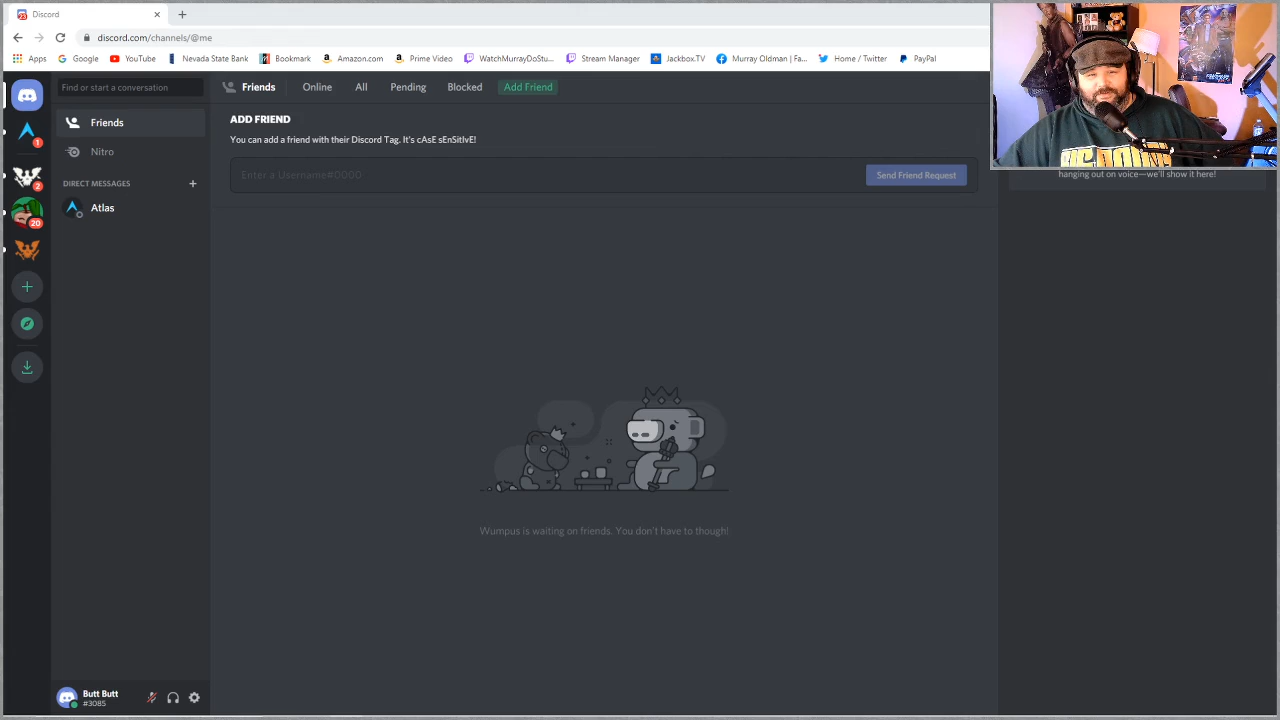 Discord
discord.com/channels/@me
Apps Google YouTube Nevada State Bank Bookmark Amazon.com Prime Video WatchMurrayDoStu... Stream Manager Jackbox.TV Murray Oldman | Fa... Home / Twitter PayPal
Find or start a conversation
Friends Online All Pending Blocked Add Friend
Friends
Nitro
DIRECT MESSAGES
Atlas
ADD FRIEND
You can add a friend with their Discord Tag. It's cAsE sEnSitIvE!
Enter a Username#0000
Send Friend Request
hanging out on voice—we'll show it here!
1
2
20
Wumpus is waiting on friends. You don't have to though!
Butt Butt
#3085